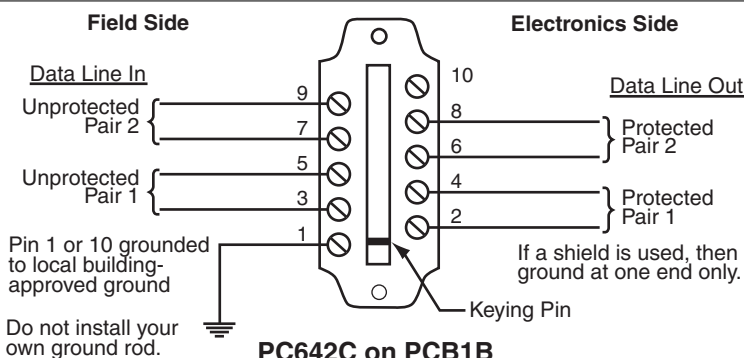 Field Side
Electronics Side
Data Line In
Data Line Out
Unprotected
Pair 2
Unprotected
Pair 1
9
7
5
3
1
10
8
6
4
2
Protected
Pair 2
Protected
Pair 1
Pin 1 or 10 grounded
to local building-
approved ground
If a shield is used, then
ground at one end only.
Keying Pin
Do not install your
own ground rod.
PC642C on PCB1B